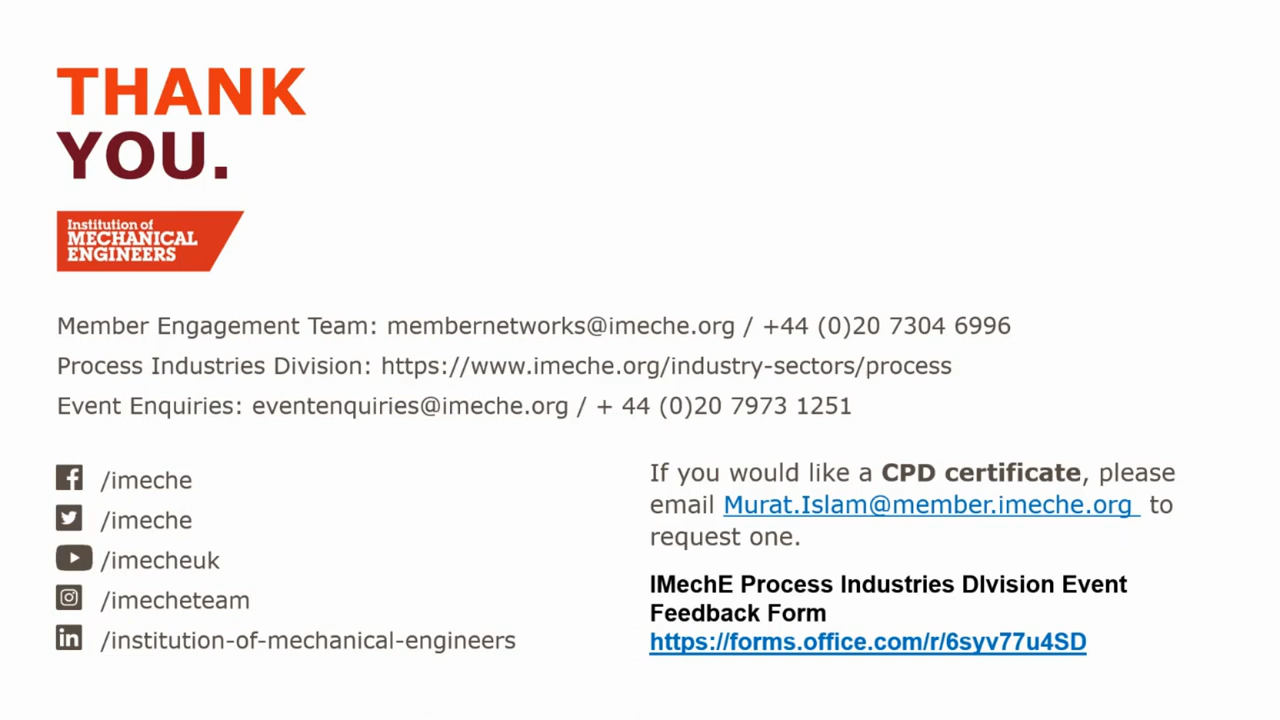 THANK
YOU.
Institution of
MECHANICAL
ENGINEERS
Member Engagement Team: membernetworks@imeche.org / +44 (0)20 7304 6996
Process Industries Division: https://www.imeche.org/industry-sectors/process
Event Enquiries: eventenquiries@imeche.org / + 44 (0)20 7973 1251
/imeche
/imeche
/imecheuk
/imecheteam
/institution-of-mechanical-engineers
If you would like a CPD certificate, please
email Murat.Islam@member.imeche.org to
request one.
IMechE Process Industries DIvision Event
Feedback Form
https://forms.office.com/r/6syv77u4SD